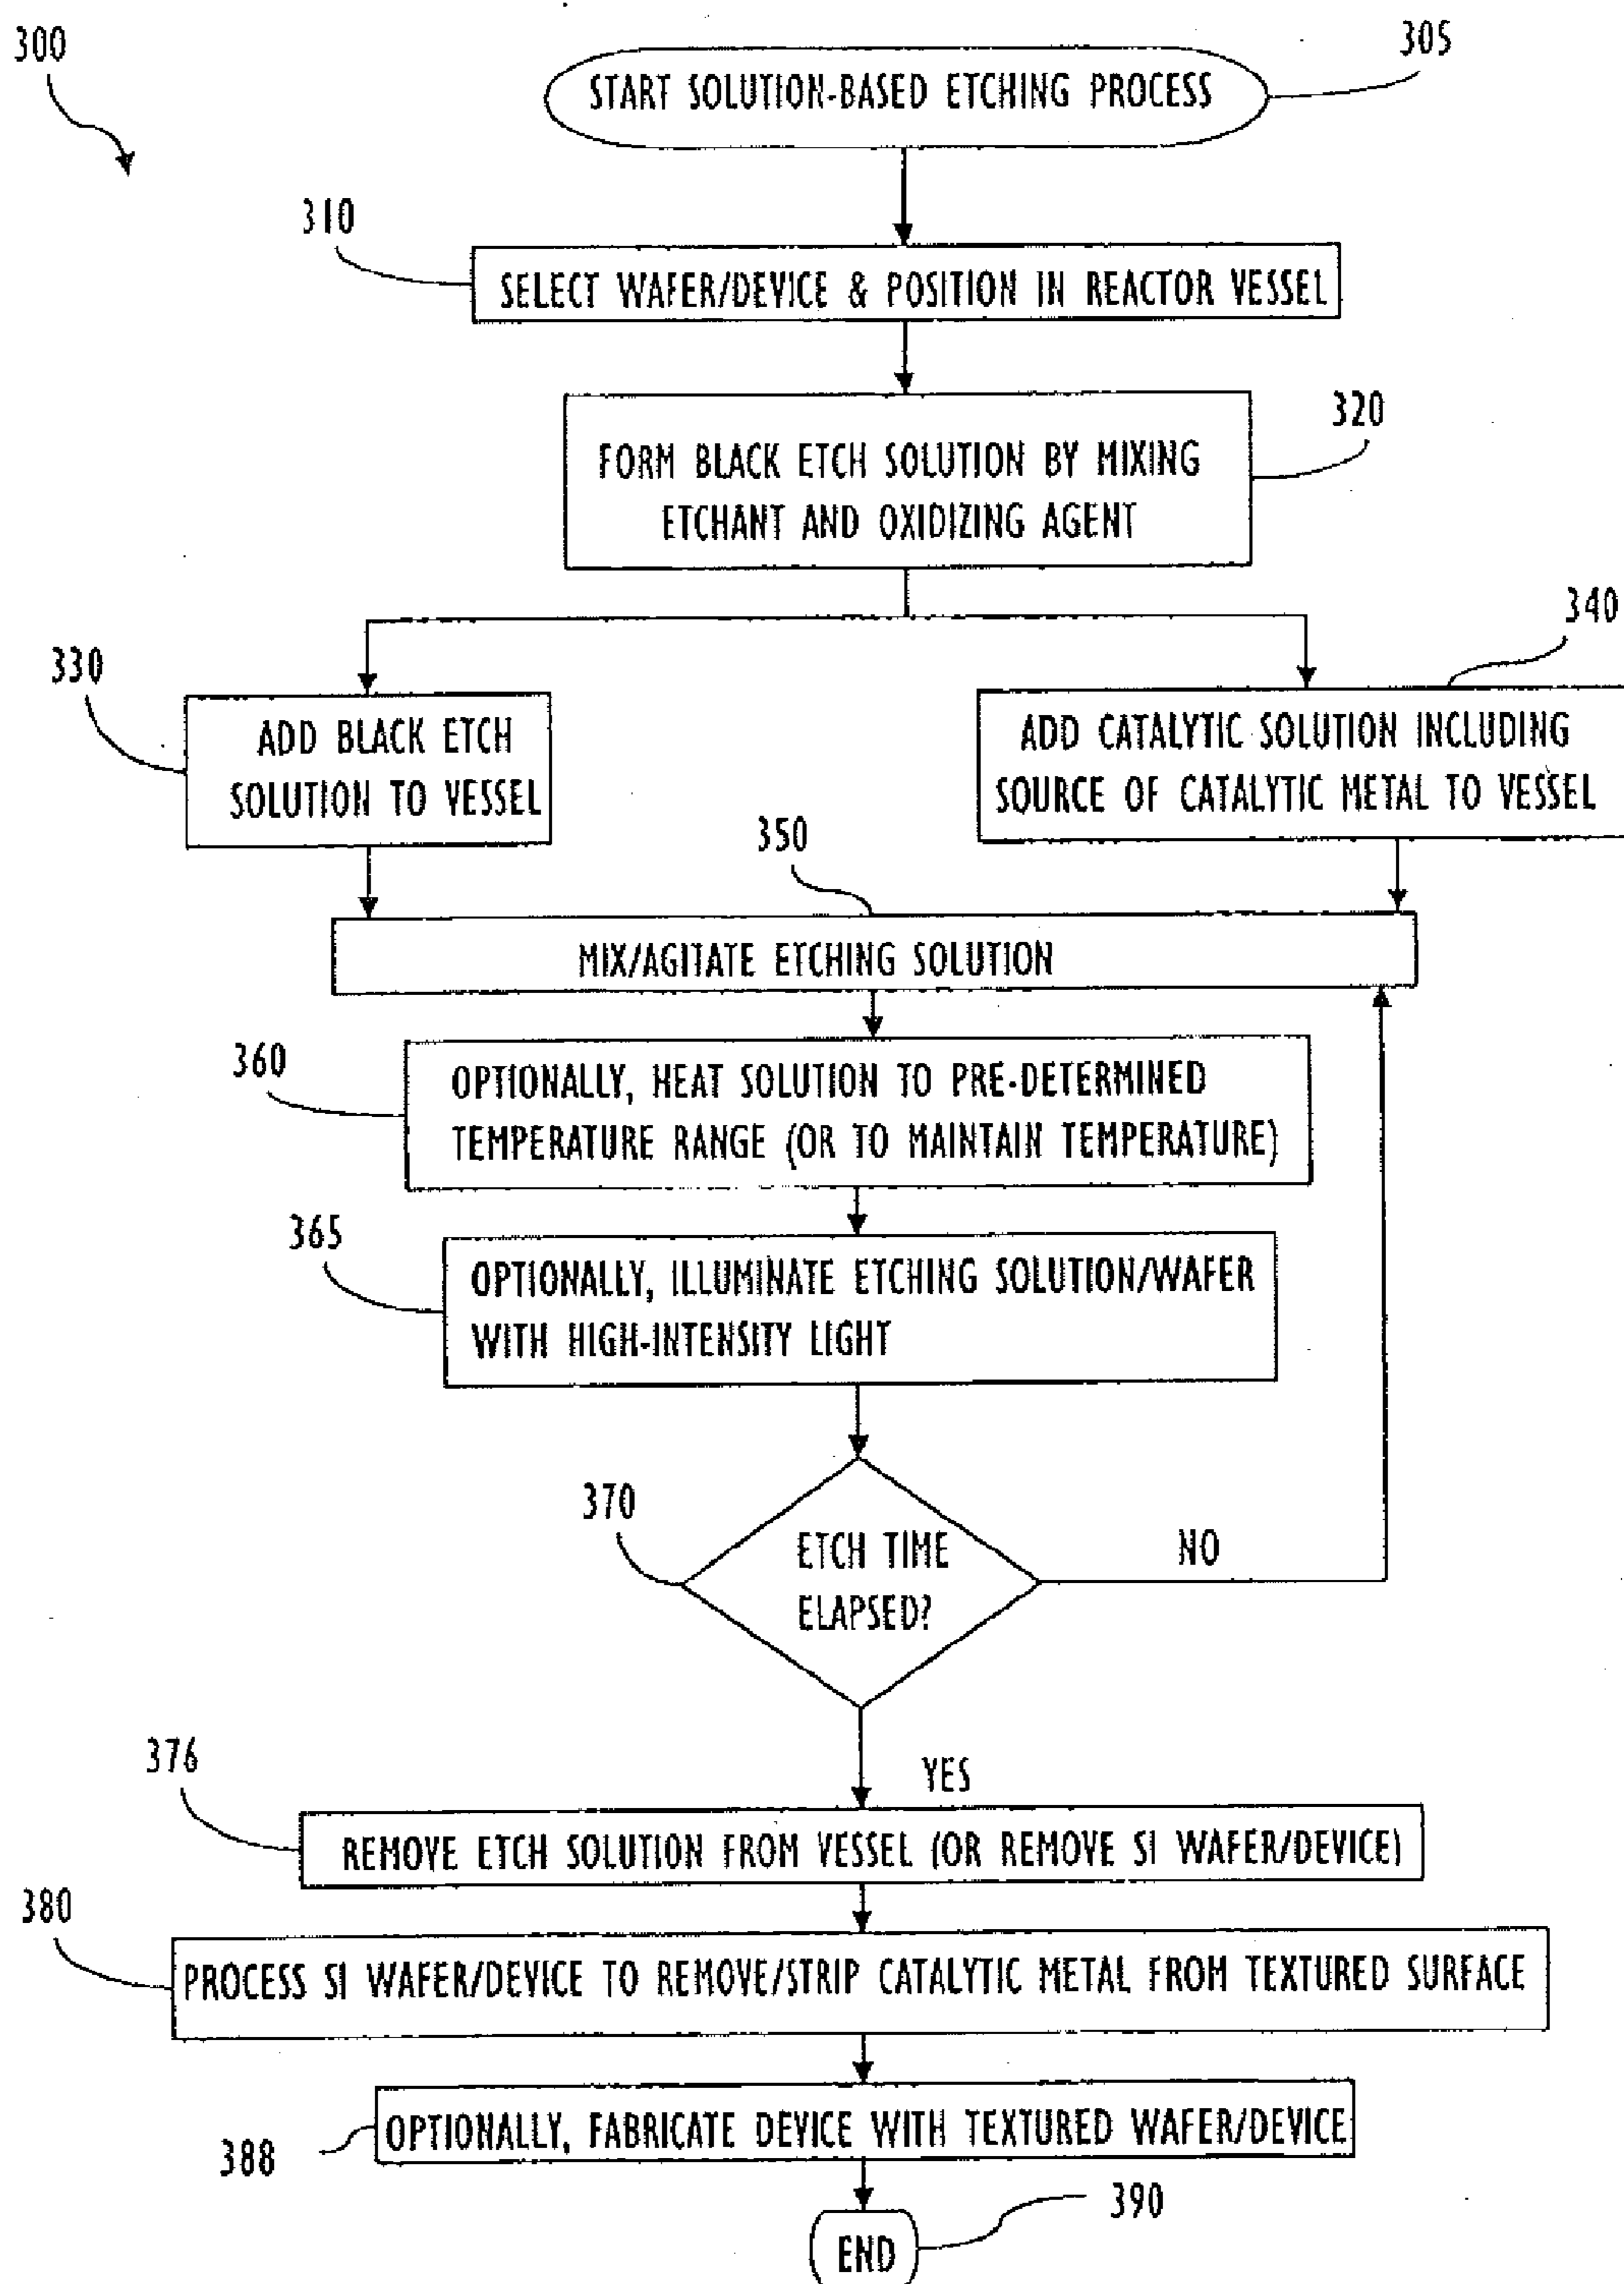 300
305
START SOLUTION-BASED ETCHING PROCESS
310
SELECT WAFER/DEVICE & POSITION IN REACTOR VESSEL
320
FORM BLACK ETCH SOLUTION BY MIXING
ETCHANT AND OXIDIZING AGENT
330
ADD BLACK ETCH
SOLUTION TO VESSEL
340
ADD CATALYTIC SOLUTION INCLUDING
SOURCE OF CATALYTIC METAL TO VESSEL
350
MIX/AGITATE ETCHING SOLUTION
360
OPTIONALLY, HEAT SOLUTION TO PRE-DETERMINED
TEMPERATURE RANGE (OR TO MAINTAIN TEMPERATURE)
365
OPTIONALLY, ILLUMINATE ETCHING SOLUTION/WAFER
WITH HIGH-INTENSITY LIGHT
370
ETCH TIME
ELAPSED?
NO
YES
376
REMOVE ETCH SOLUTION FROM VESSEL (OR REMOVE SI WAFER/DEVICE)
380
PROCESS SI WAFER/DEVICE TO REMOVE/STRIP CATALYTIC METAL FROM TEXTURED SURFACE
388
OPTIONALLY, FABRICATE DEVICE WITH TEXTURED WAFER/DEVICE
390
END